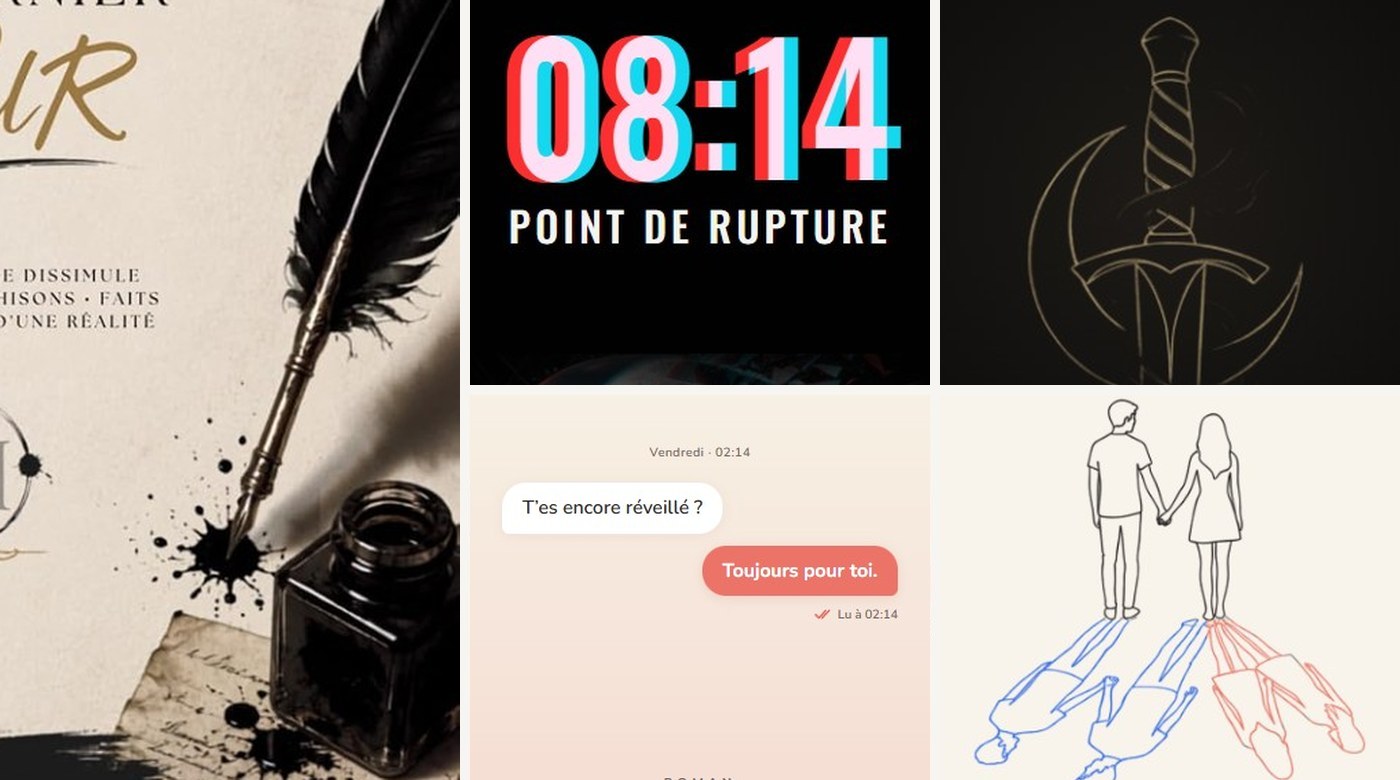 RNIER
UR
E DISSIMULE
HISONS • FAITS
D'UNE RÉALITÉ
08:14
POINT DE RUPTURE
Vendredi · 02:14
T'es encore réveillé ?
Toujours pour toi.
Lu à 02:14